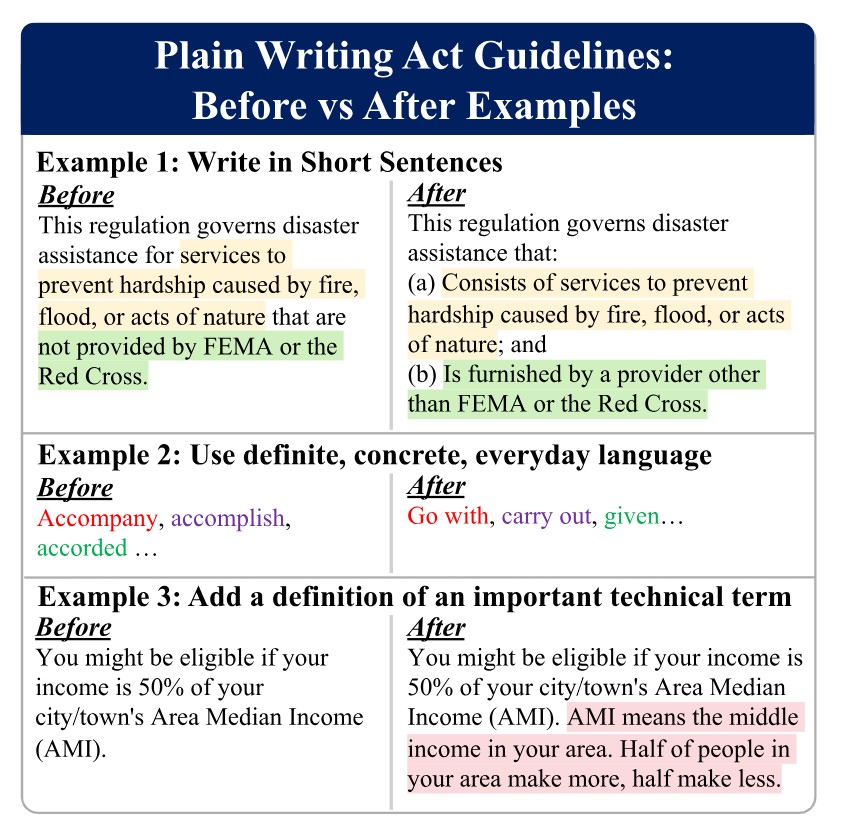 Plain Writing Act Guidelines:
Before vs After Examples
Example 1: Write in Short Sentences
Before
This regulation governs disaster
assistance for services to
prevent hardship caused by fire,
flood, or acts of nature that are
not provided by FEMA or the
Red Cross.
After
This regulation governs disaster
assistance that:
(a) Consists of services to prevent
hardship caused by fire, flood, or acts
of nature; and
(b) Is furnished by a provider other
than FEMA or the Red Cross.
Example 2: Use definite, concrete, everyday language
Before
Accompany, accomplish,
accorded …
After
Go with, carry out, given…
Example 3: Add a definition of an important technical term
Before
You might be eligible if your
income is 50% of your
city/town's Area Median Income
(AMI).
After
You might be eligible if your income is
50% of your city/town's Area Median
Income (AMI). AMI means the middle
income in your area. Half of people in
your area make more, half make less.